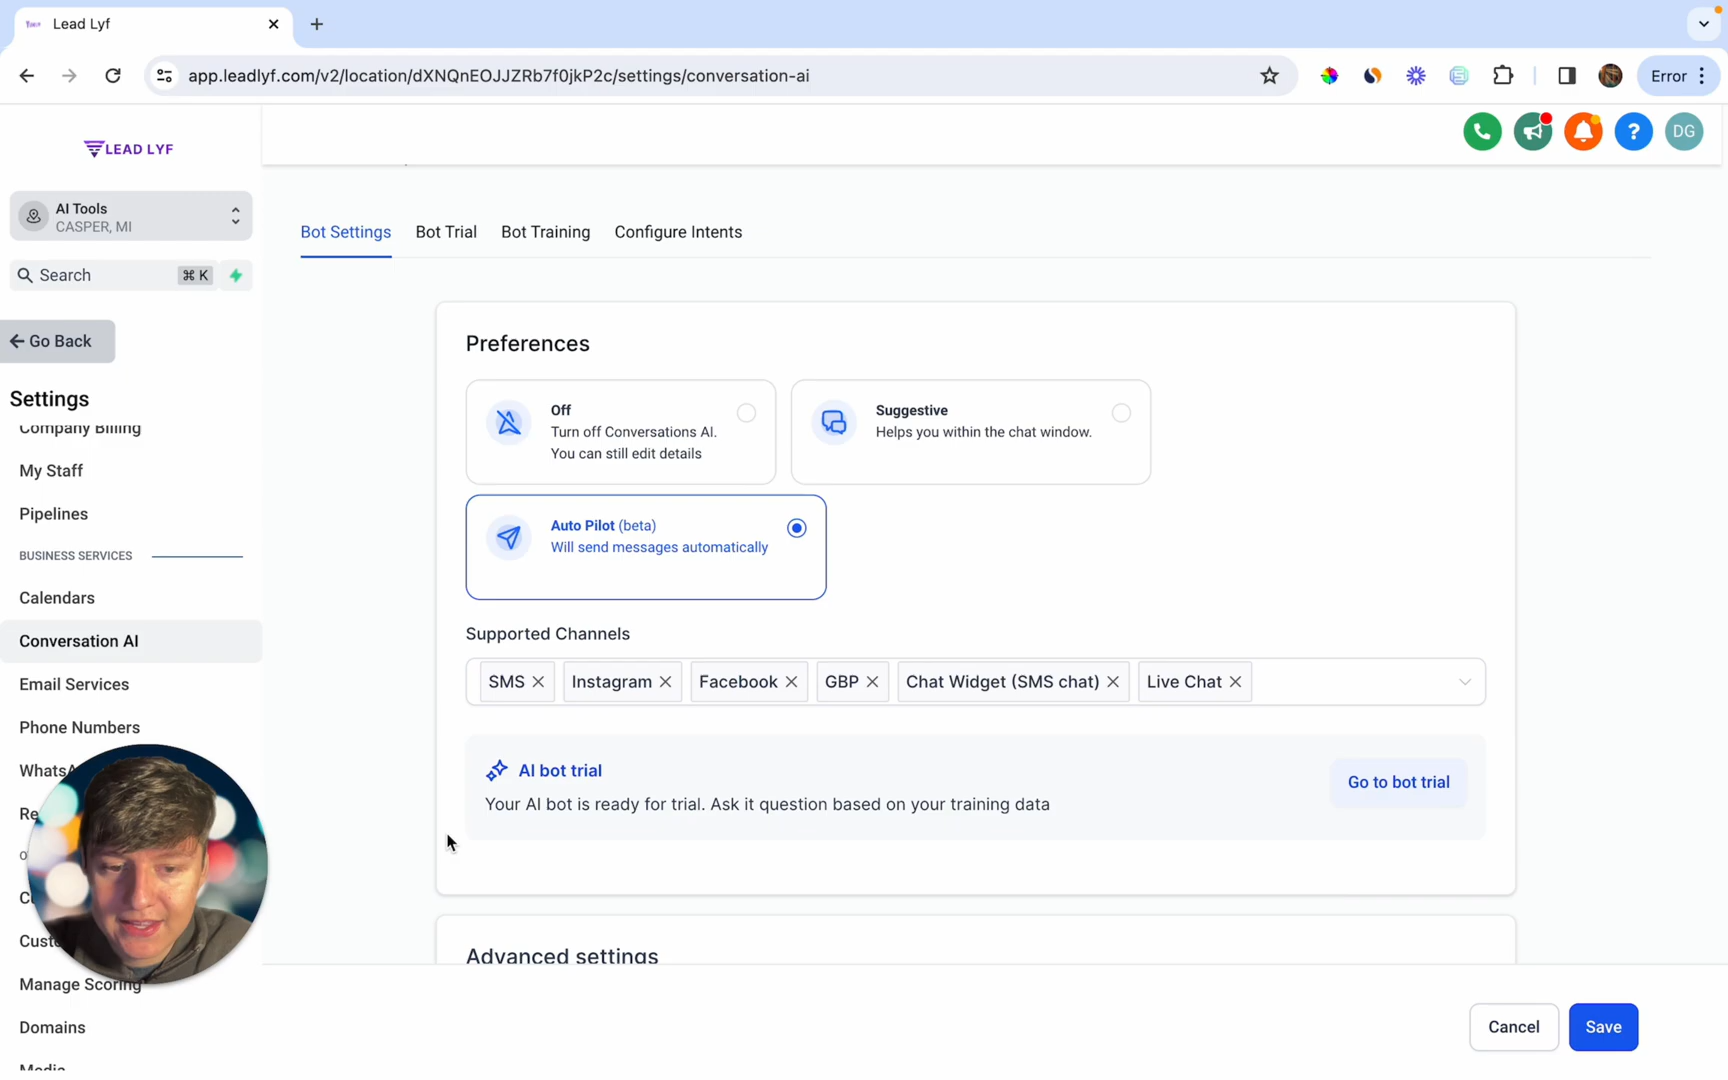 Lead Lyf
app.leadlyf.com/v2/location/dXNQnEOJJZRb7f0jkP2c/settings/conversation-ai
Error
LEAD LYF
DG
AI Tools
CASPER, MI
Search
⌘ K
Go Back
Settings
Company Billing
My Staff
Pipelines
BUSINESS SERVICES
Calendars
Conversation AI
Email Services
Phone Numbers
Manage Scoring
Domains
Bot Settings
Bot Trial
Bot Training
Configure Intents
Preferences
Off
Turn off Conversations AI.
You can still edit details
Suggestive
Helps you within the chat window.
Auto Pilot (beta)
Will send messages automatically
Supported Channels
SMS
Instagram
Facebook
GBP
Chat Widget (SMS chat)
Live Chat
AI bot trial
Your AI bot is ready for trial. Ask it question based on your training data
Go to bot trial
Advanced settings
Cancel
Save